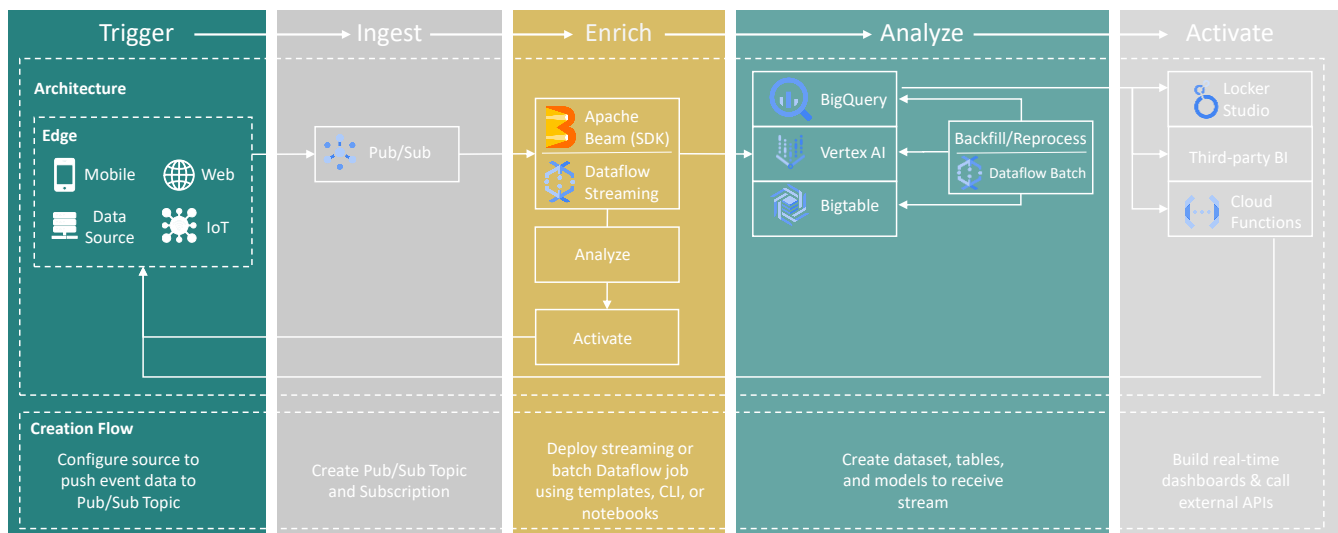 Trigger
Ingest
Enrich
Analyze
Activate
Architecture
Edge
Mobile
Web
Data
Source
IoT
Pub/Sub
Apache
Beam (SDK)
Dataflow
Streaming
Analyze
Activate
BigQuery
Vertex AI
Bigtable
Backfill/Reprocess
Dataflow Batch
Locker
Studio
Third-party BI
Cloud
Functions
Creation Flow
Configure source to
push event data to
Pub/Sub Topic
Create Pub/Sub Topic
and Subscription
Deploy streaming or
batch Dataflow job
using templates, CLI, or
notebooks
Create dataset, tables,
and models to receive
stream
Build real-time
dashboards & call
external APIs